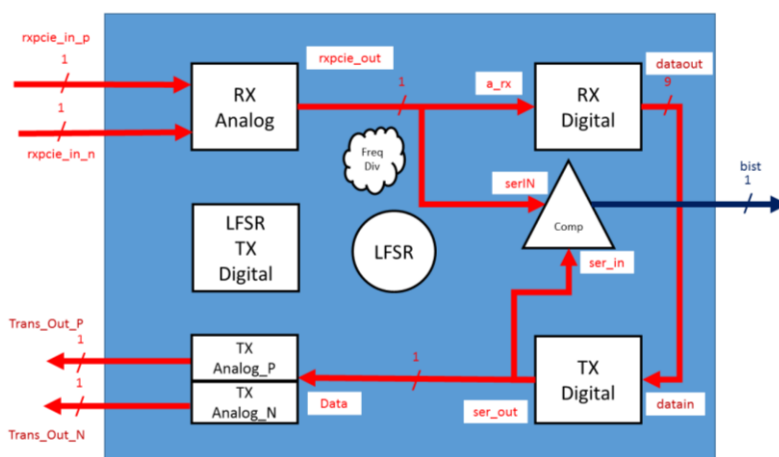 rxpcie_in_p
1
1
rxpcie_in_n
RX
Analog
rxpcie_out
1
a_rx
RX
Digital
dataout
9
Freq
Div
serIN
Comp
bist
1
LFSR
TX
Digital
LFSR
ser_in
Trans_Out_P
1
1
Trans_Out_N
TX
Analog_P
TX
Analog_N
Data
1
ser_out
TX
Digital
datain